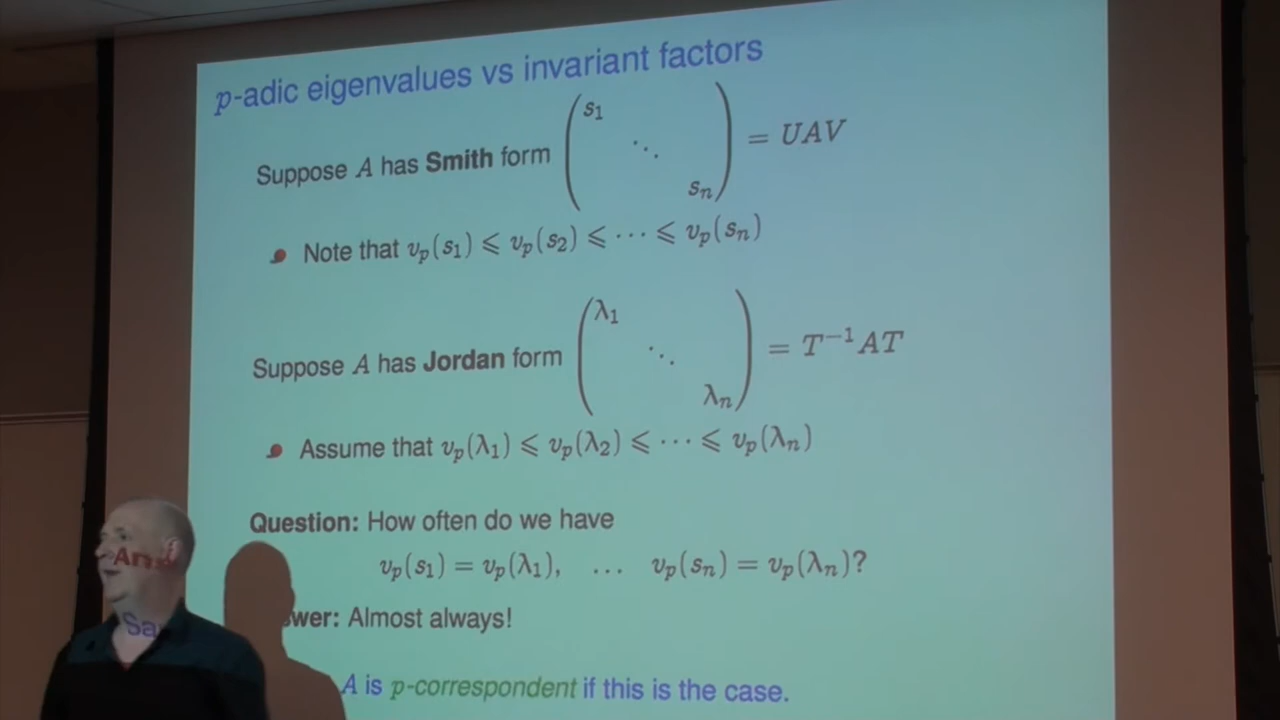 p-adic eigenvalues vs invariant factors
Suppose A has Smith form ( s₁ ⋱ sₙ ) = UAV
Note that vₚ(s₁) ⩽ vₚ(s₂) ⩽ ⋯ ⩽ vₚ(sₙ)
Suppose A has Jordan form ( λ₁ ⋱ λₙ ) = T⁻¹AT
Assume that vₚ(λ₁) ⩽ vₚ(λ₂) ⩽ ⋯ ⩽ vₚ(λₙ)
Question: How often do we have
vₚ(s₁) = vₚ(λ₁), … vₚ(sₙ) = vₚ(λₙ)?
wer: Almost always!
Ans
Sa
A is p-correspondent if this is the case.